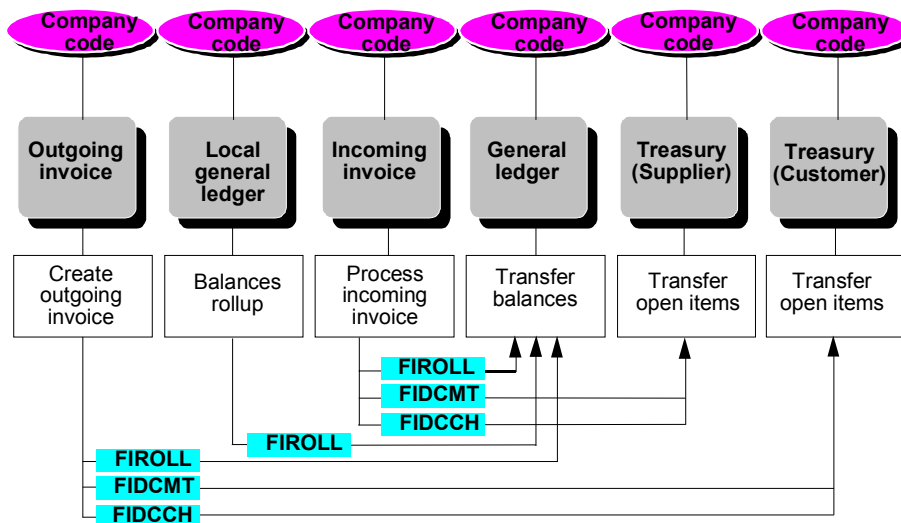 Company
code
Company
code
Company
code
Company
code
Company
code
Company
code
Outgoing
invoice
Local
general
ledger
Incoming
invoice
General
ledger
Treasury
(Supplier)
Treasury
(Customer)
Create
outgoing
invoice
Balances
rollup
Process
incoming
invoice
Transfer
balances
Transfer
open items
Transfer
open items
FIROLL
FIDCMT
FIDCCH
FIROLL
FIROLL
FIDCMT
FIDCCH